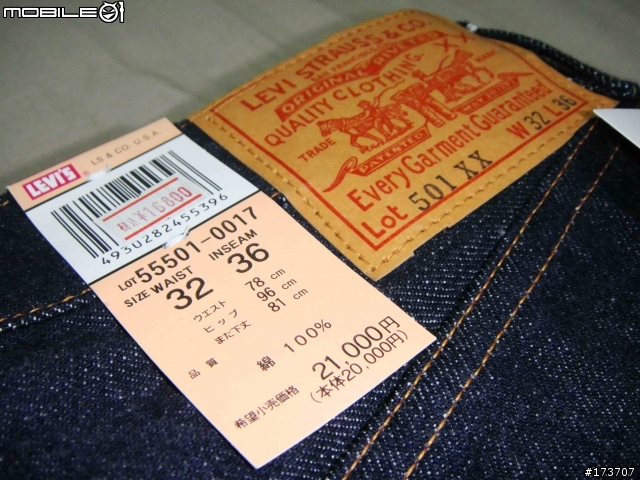 MOBILE01
LEVI STRAUSS & CO.
ORIGINAL RIVETED
QUALITY CLOTHING
XX
TRADE
PATENTED
Every Garment Guaranteed
Lot 501 XX W 32 36
LEVI'S ® LS & CO U.S.A.
税込 ¥16800
4930282455396
LOT 55501-0017
SIZE WAIST INSEAM
32 36
ウエスト 78 cm
ヒップ 96 cm
また下丈 81 cm
品質 綿 100%
希望小売価格 21,000円
(本体20,000円)
#173707